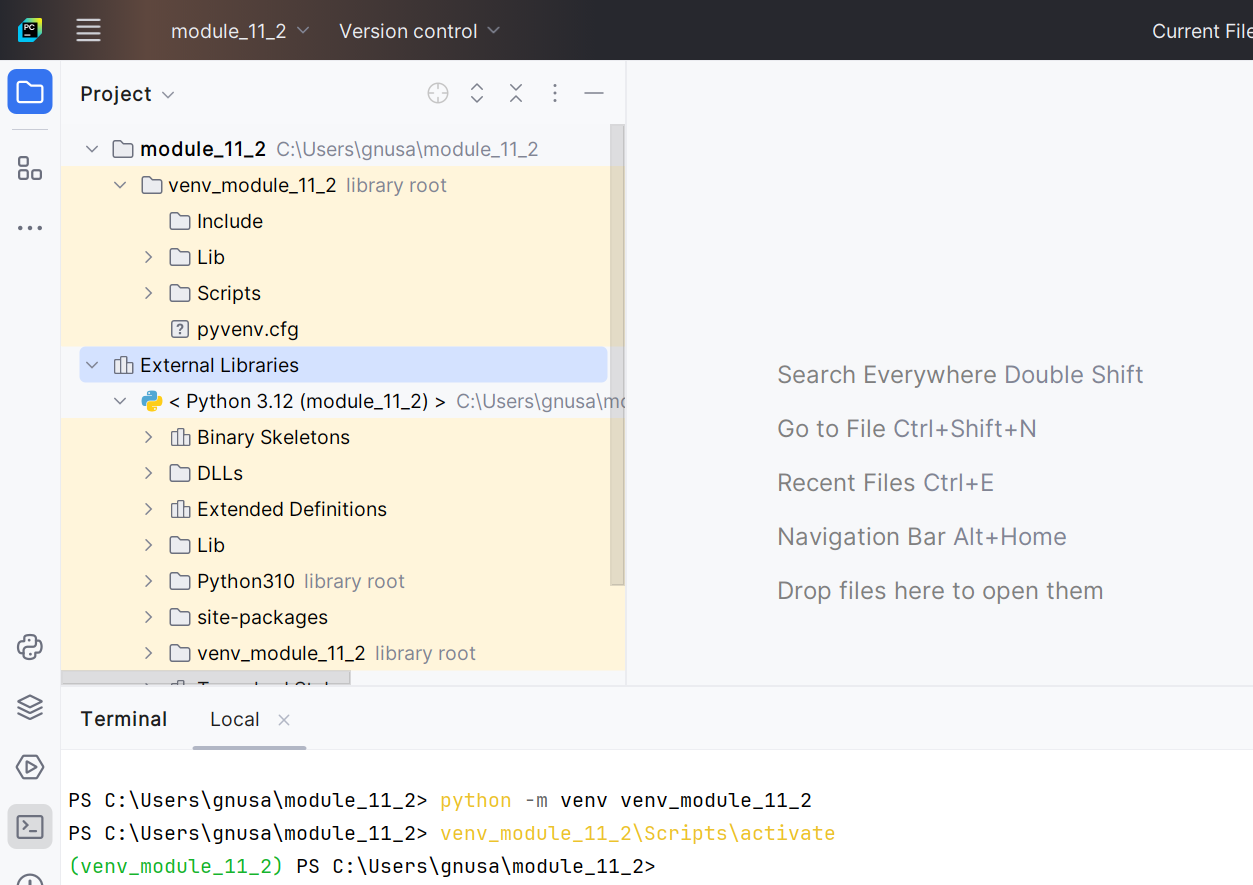 PC
module_11_2 Version control Current File
Project
module_11_2 C:\Users\gnusa\module_11_2
venv_module_11_2 library root
Include
Lib
Scripts
pyvenv.cfg
External Libraries
< Python 3.12 (module_11_2) > C:\Users\gnusa\mo
Binary Skeletons
DLLs
Extended Definitions
Lib
Python310 library root
site-packages
venv_module_11_2 library root
Search Everywhere Double Shift
Go to File Ctrl+Shift+N
Recent Files Ctrl+E
Navigation Bar Alt+Home
Drop files here to open them
Terminal Local
PS C:\Users\gnusa\module_11_2> python -m venv venv_module_11_2
PS C:\Users\gnusa\module_11_2> venv_module_11_2\Scripts\activate
(venv_module_11_2) PS C:\Users\gnusa\module_11_2>